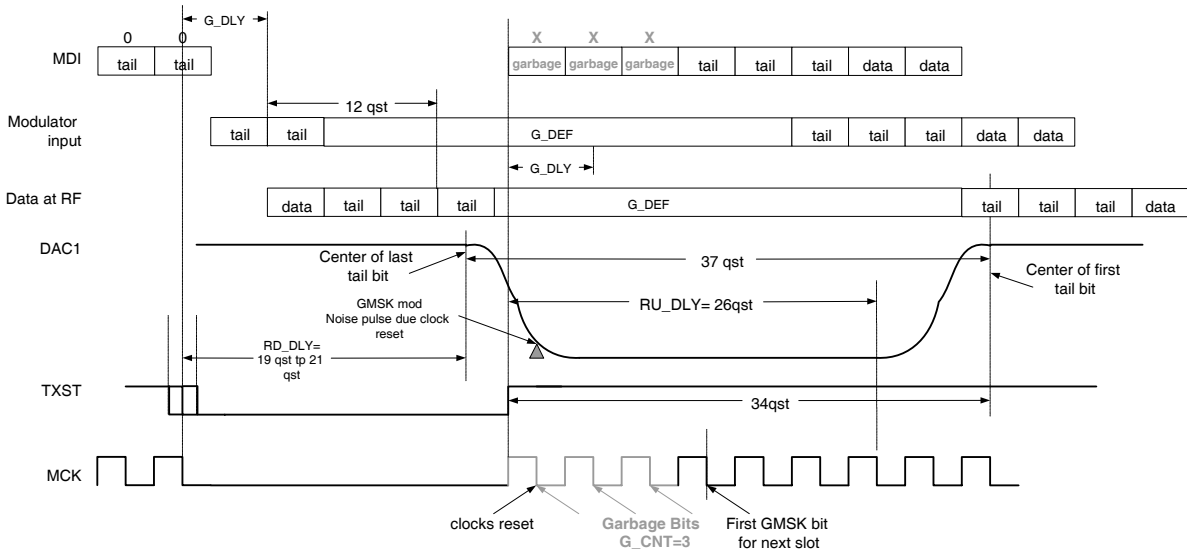 G_DLY
0 0 X X X
MDI tail tail garbage garbage garbage tail tail tail data data
12 qst
Modulator
input
tail tail G_DEF tail tail tail data data
G_DLY
Data at RF data tail tail tail G_DEF tail tail tail data
DAC1
Center of last
tail bit
37 qst
Center of first
tail bit
RU_DLY= 26qst
GMSK mod
Noise pulse due clock
reset
RD_DLY=
19 qst tp 21
qst
TXST
34qst
MCK
clocks reset
Garbage Bits
G_CNT=3
First GMSK bit
for next slot